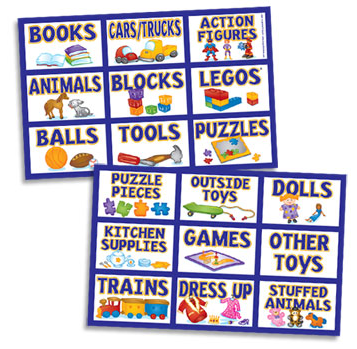 BOOKS
CARS/TRUCKS
ACTION
FIGURES
ANIMALS
BLOCKS
LEGOS
BALLS
TOOLS
PUZZLES
PUZZLE
PIECES
OUTSIDE
TOYS
DOLLS
KITCHEN
SUPPLIES
GAMES
OTHER
TOYS
TRAINS
DRESS UP
STUFFED
ANIMALS